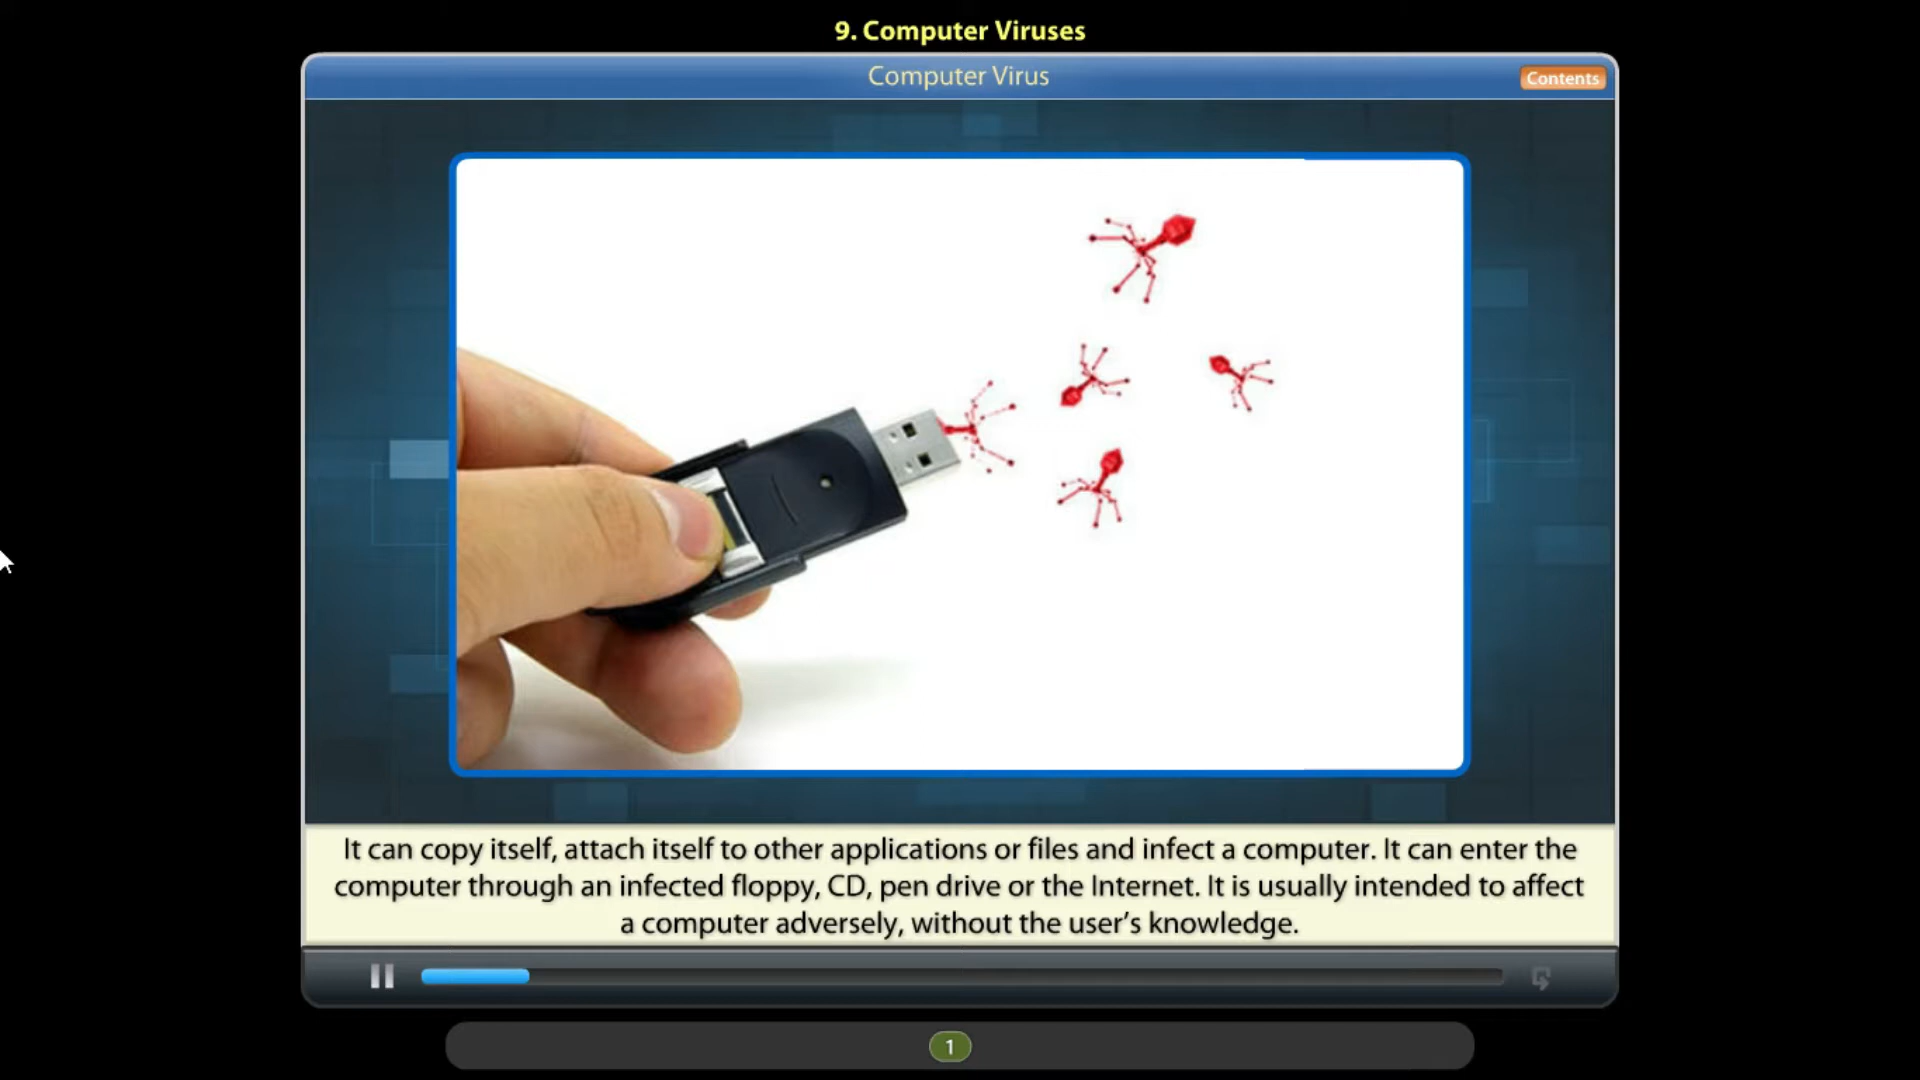 9. Computer Viruses
Computer Virus
Contents
It can copy itself, attach itself to other applications or files and infect a computer. It can enter the
computer through an infected floppy, CD, pen drive or the Internet. It is usually intended to affect
a computer adversely, without the user’s knowledge.
1